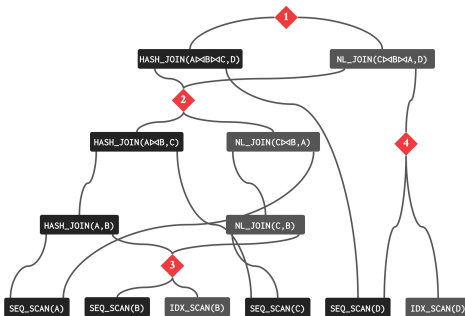 1
HASH_JOIN(A⋈B⋈C,D) NL_JOIN(C⋈B⋈A,D)
2
HASH_JOIN(A⋈B,C) NL_JOIN(C⋈B,A) 4
HASH_JOIN(A,B) NL_JOIN(C,B)
3
SEQ_SCAN(A) SEQ_SCAN(B) IDX_SCAN(B) SEQ_SCAN(C) SEQ_SCAN(D) IDX_SCAN(D)